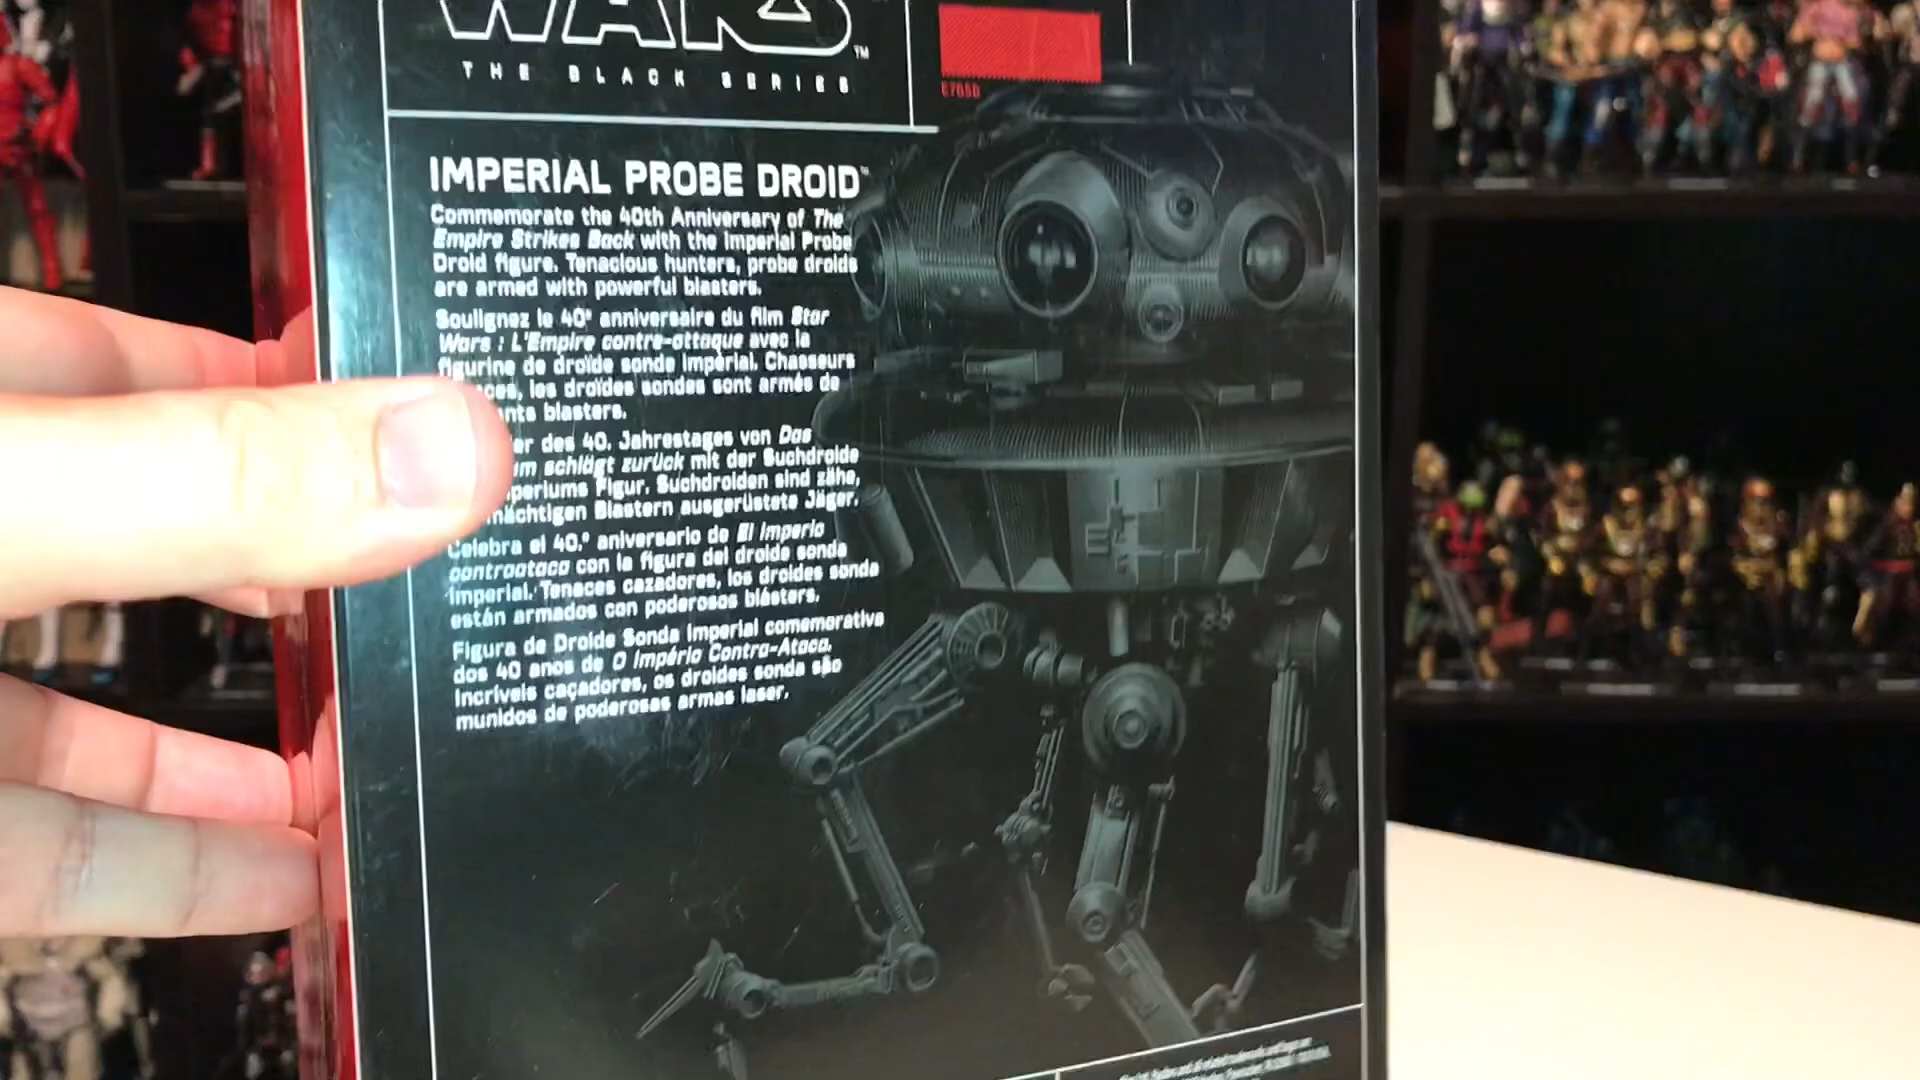 WARS™
THE BLACK SERIES
E7650
IMPERIAL PROBE DROID™
Commemorate the 40th Anniversary of The
Empire Strikes Back with the Imperial Probe
Droid figure. Tenacious hunters, probe droids
are armed with powerful blasters.
Soulignez le 40e anniversaire du film Star
Wars : L'Empire contre-attaque avec la
figurine de droïde sonde impérial. Chasseurs
les droïdes sondes sont armés de
blasters.
des 40. Jahrestages von Das
schlägt zurück mit der Suchdroide
Figur. Suchdroiden sind zähe,
mächtigen Blastern ausgerüstete Jäger.
Celebra el 40.º aniversario de El Imperio
contraataca con la figura del droide sonda
imperial. Tenaces cazadores, los droides sonda
están armados con poderosos blásters.
Figura de Droide Sonda Imperial comemorativa
dos 40 anos de O Império Contra-Ataca,
incríveis caçadores, os droides sonda são
munidos de poderosas armas laser.